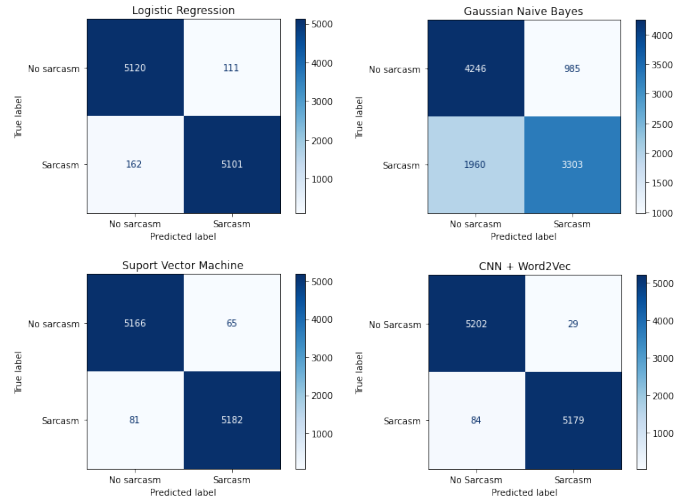 Logistic Regression
5000
4000
3000
2000
1000
No sarcasm
Sarcasm
True label
5120 111
162 5101
No sarcasm Sarcasm
Predicted label
Gaussian Naive Bayes
4000
3500
3000
2500
2000
1500
1000
No sarcasm
Sarcasm
True label
4246 985
1960 3303
No sarcasm Sarcasm
Predicted label
Suport Vector Machine
5000
4000
3000
2000
1000
No sarcasm
Sarcasm
True label
5166 65
81 5182
No sarcasm Sarcasm
Predicted label
CNN + Word2Vec
5000
4000
3000
2000
1000
No Sarcasm
Sarcasm
True label
5202 29
84 5179
No Sarcasm Sarcasm
Predicted label